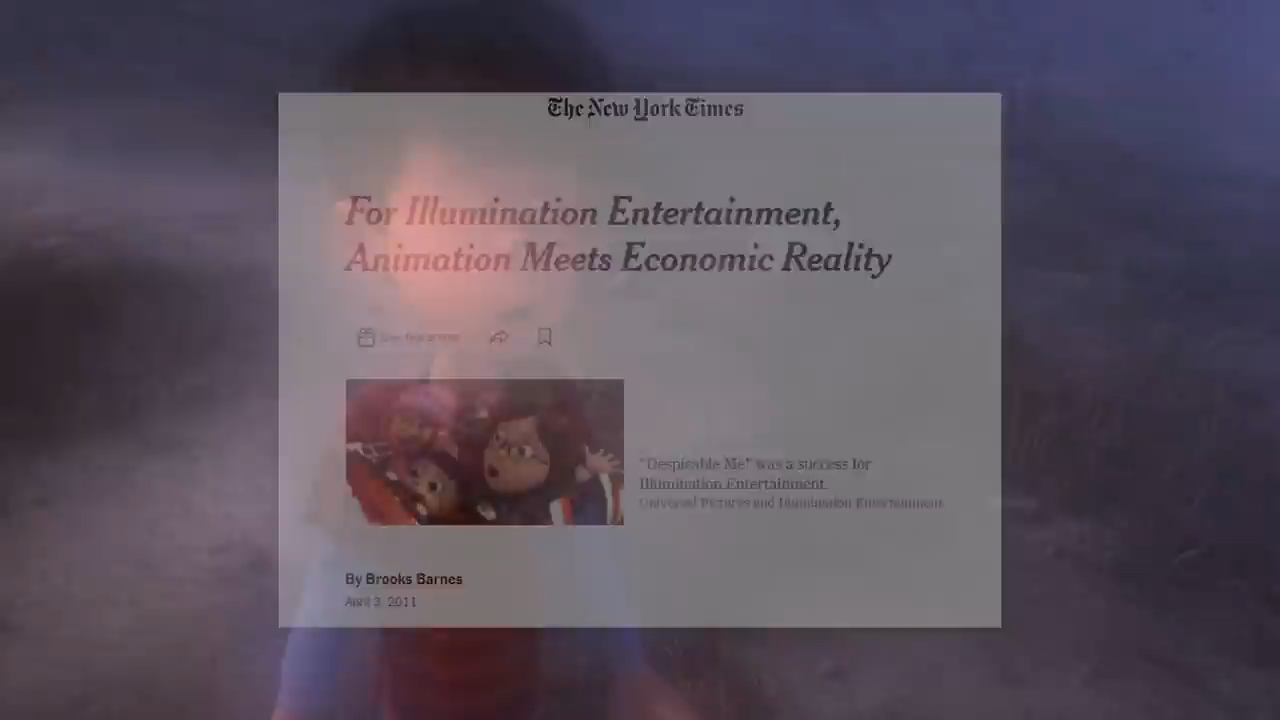 The New York Times
For Illumination Entertainment,
Animation Meets Economic Reality
"Despicable Me" was a success for
Illumination Entertainment.
Universal Pictures and Illumination Entertainment
By Brooks Barnes
April 3, 2011